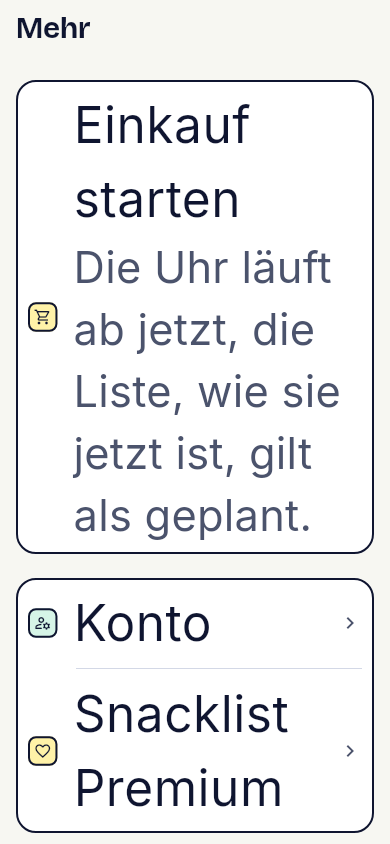 Mehr
Einkauf
starten
Die Uhr läuft
ab jetzt, die
Liste, wie sie
jetzt ist, gilt
als geplant.
Konto
Snacklist
Premium